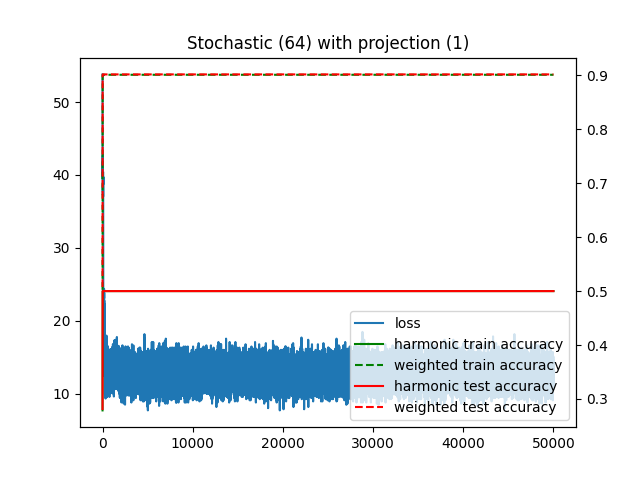 Stochastic (64) with projection (1)
50
40
30
20
10
0.9
0.8
0.7
0.6
0.5
0.4
0.3
loss
harmonic train accuracy
weighted train accuracy
harmonic test accuracy
weighted test accuracy
0 10000 20000 30000 40000 50000